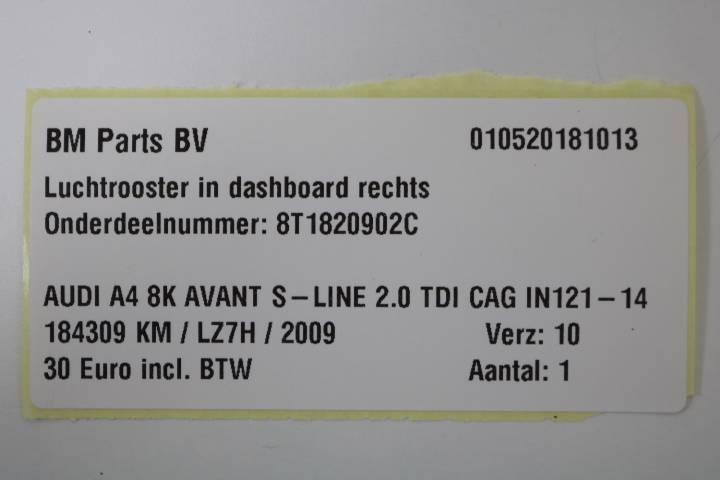 BM Parts BV 010520181013
Luchtrooster in dashboard rechts
Onderdeelnummer: 8T1820902C
AUDI A4 8K AVANT S-LINE 2.0 TDI CAG IN121-14
184309 KM / LZ7H / 2009 Verz: 10
30 Euro incl. BTW Aantal: 1